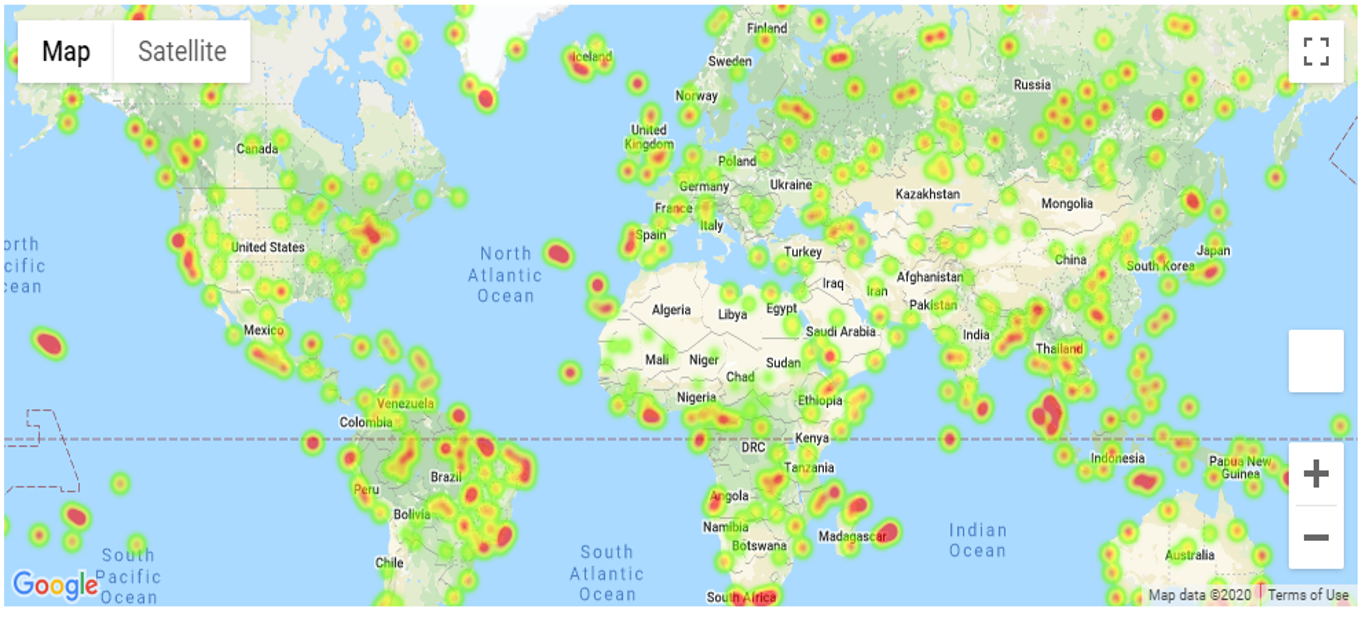 Map
Satellite
Finland
Iceland
Sweden
Norway
Russia
United
Kingdom
Canada
Poland
Germany
Ukraine
Kazakhstan
France
Mongolia
Italy
Spain
United States
orth
cific
cean
North
Atlantic
Ocean
Turkey
Japan
China
South Korea
Afghanistan
Iraq
Iran
Algeria
Libya
Egypt
Pakistan
Mexico
Saudi Arabia
India
Thailand
Mali
Niger
Sudan
Chad
Nigeria
Ethiopia
Venezuela
Colombia
Kenya
DRC
Indonesia
Papua New
Guinea
Tanzania
Brazil
Peru
Angola
Bolivia
Namibia
Botswana
Madagascar
Indian
Ocean
Australia
Chile
South
Pacific
Ocean
South
Atlantic
Ocean
South Africa
Google
Map data ©2020
Terms of Use